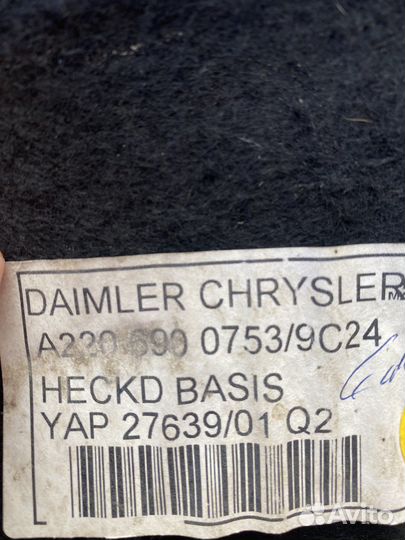 DAIMLER CHRYSLER
A220 690 0753/9C24
HECKD BASIS
YAP 27639/01 Q2
Avito